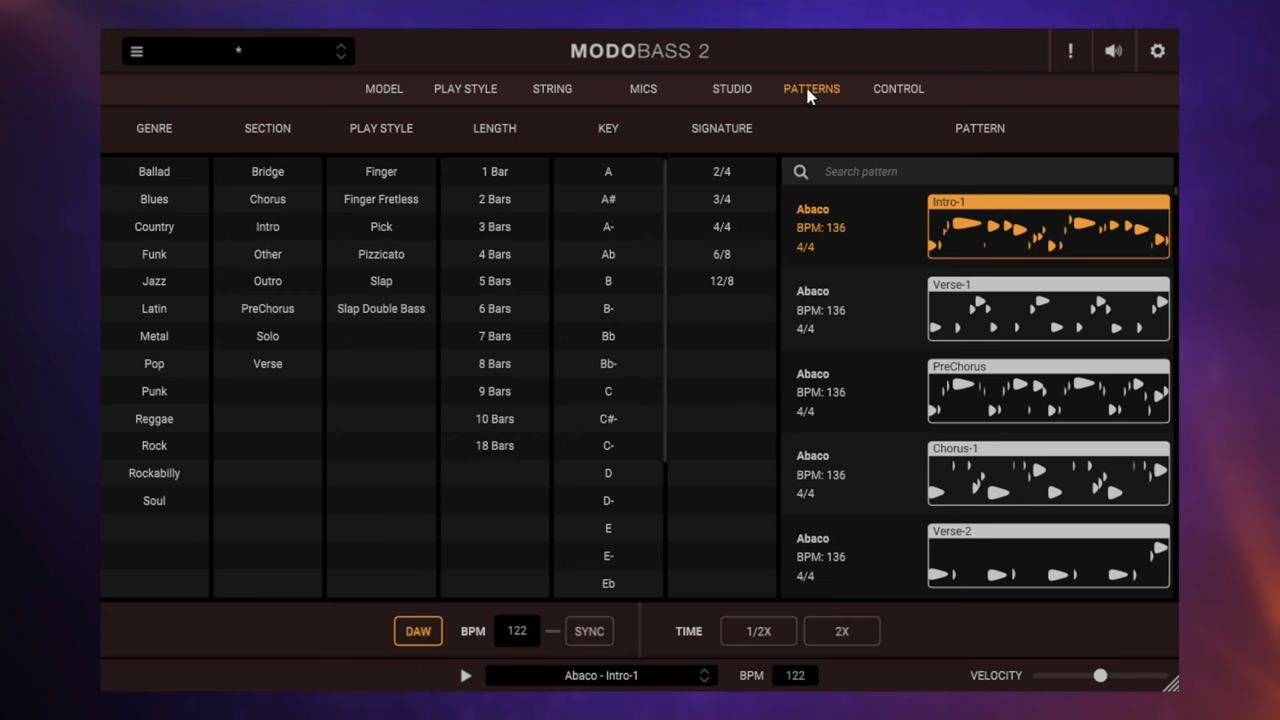 *
MODOBASS 2
!
MODEL PLAY STYLE STRING MICS STUDIO PATTERNS CONTROL
GENRE SECTION PLAY STYLE LENGTH KEY SIGNATURE PATTERN
Ballad Bridge Finger 1 Bar A 2/4
Search pattern
Blues Chorus Finger Fretless 2 Bars A# 3/4
Country Intro Pick 3 Bars A- 4/4
Funk Other Pizzicato 4 Bars Ab 6/8
Jazz Outro Slap 5 Bars B 12/8
Latin PreChorus Slap Double Bass 6 Bars B-
Metal Solo 7 Bars Bb
Pop Verse 8 Bars Bb-
Punk 9 Bars C
Reggae 10 Bars C#-
Rock 18 Bars C-
Rockabilly D
Soul D-
E
E-
Eb
Abaco
BPM: 136
4/4
Intro-1
Abaco
BPM: 136
4/4
Verse-1
Abaco
BPM: 136
4/4
PreChorus
Abaco
BPM: 136
4/4
Chorus-1
Abaco
BPM: 136
4/4
Verse-2
DAW BPM 122 SYNC TIME 1/2X 2X
Abaco - Intro-1 BPM 122 VELOCITY